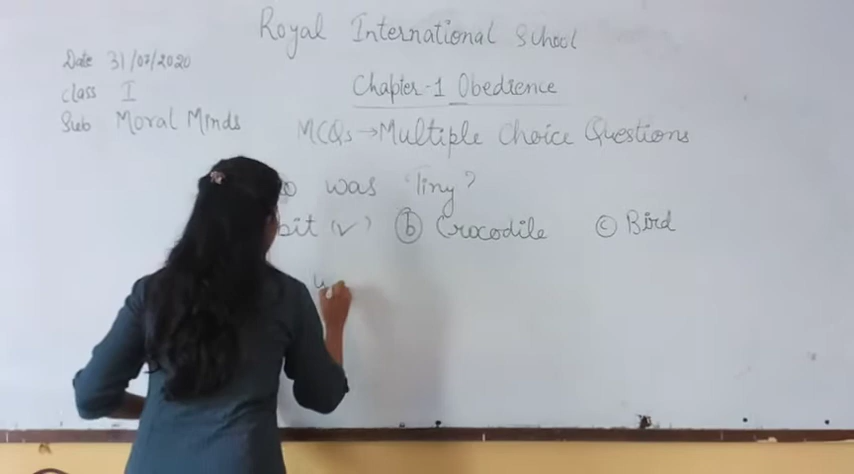 Royal International School
Date 31/07/2020
Chapter-1 Obedience
Class I
Sub Moral Minds
MCQs → Multiple Choice Questions
was "Tiny?
bit (✓) ⓑ Crocodile ⓒ Bird